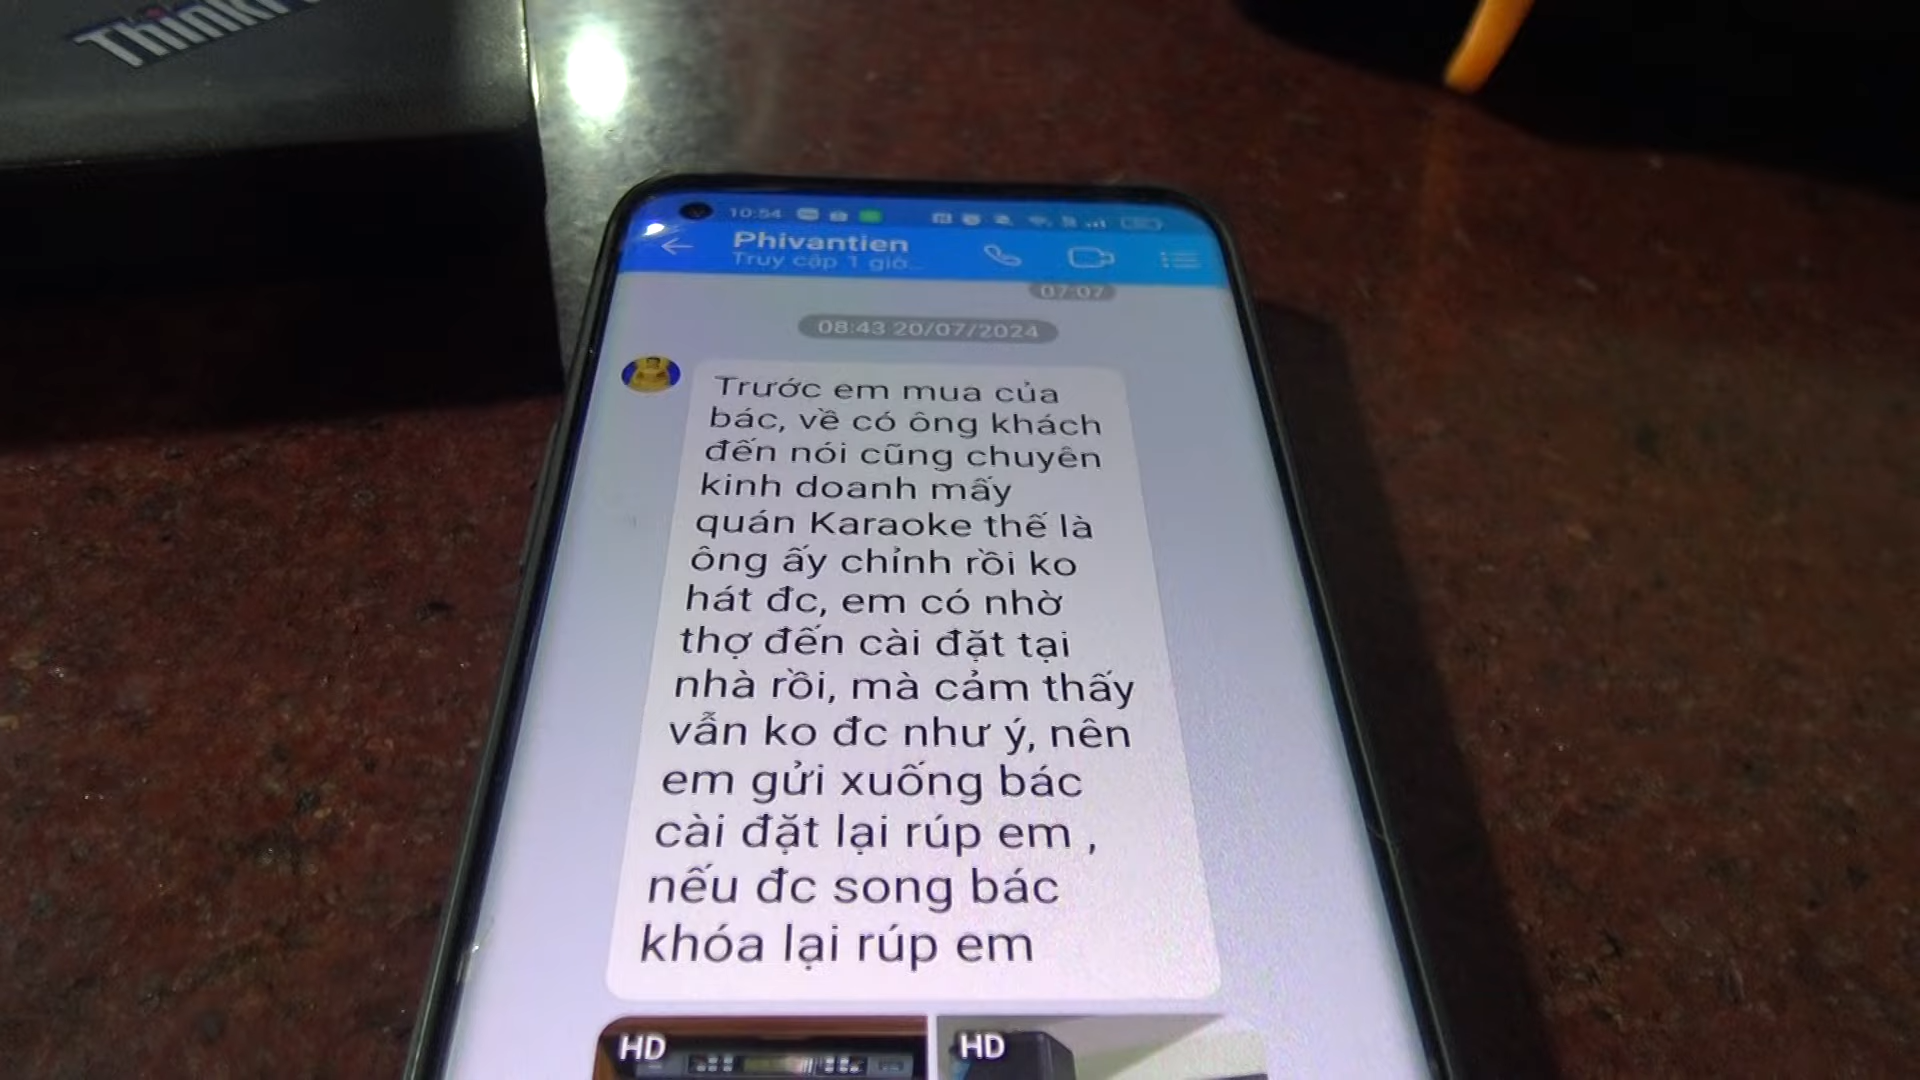 10:54
Phivantien
Truy cập 1 giờ...
07:07
08:43 20/07/2024
Trước em mua của
bác, về có ông khách
đến nói cũng chuyên
kinh doanh mấy
quán Karaoke thế là
ông ấy chỉnh rồi ko
hát đc, em có nhờ
thợ đến cài đặt tại
nhà rồi, mà cảm thấy
vẫn ko đc như ý, nên
em gửi xuống bác
cài đặt lại rúp em ,
nếu đc song bác
khóa lại rúp em
HD
HD